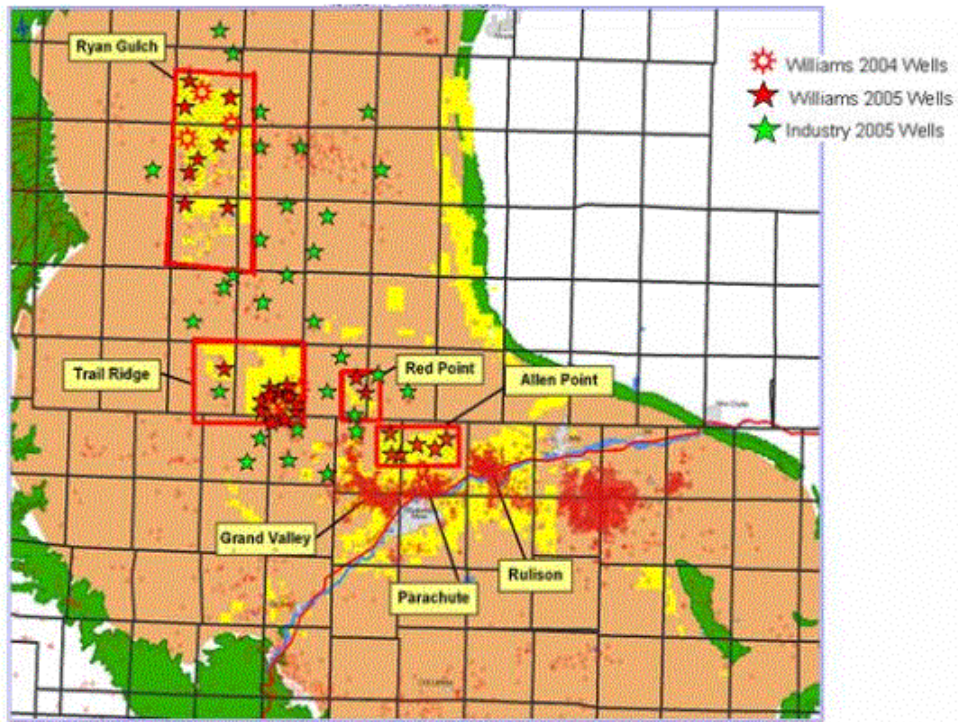 Ryan Gulch
Williams 2004 Wells
Williams 2005 Wells
Industry 2005 Wells
Trail Ridge
Red Point
Allen Point
Grand Valley
Rulison
Parachute